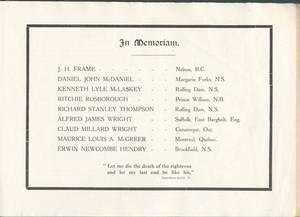 In Memoriam.
J. H. FRAME - - - - - - Nelson, B.C.
DANIEL JOHN McDANIEL - - - Margarie Forks, N.S.
KENNETH LYLE McLASKEY - - Rolling Dam, N.S.
RITCHIE ROSBOROUGH - - - Prince William, N.B.
RICHARD STANLEY THOMPSON - Rolling Dam, N.S.
ALFRED JAMES WRIGHT - - - Suffolk, East Bergholt, Eng.
CLAUD MILLARD WRIGHT - - - Ont.
MAURICE LOUIS A. McGREER - - Montreal, Quebec.
ERWIN NEWCOMBE HENDRY - - Brookfield, N.S.
"Let me die the death of the righteous
and let my last end be like his,"